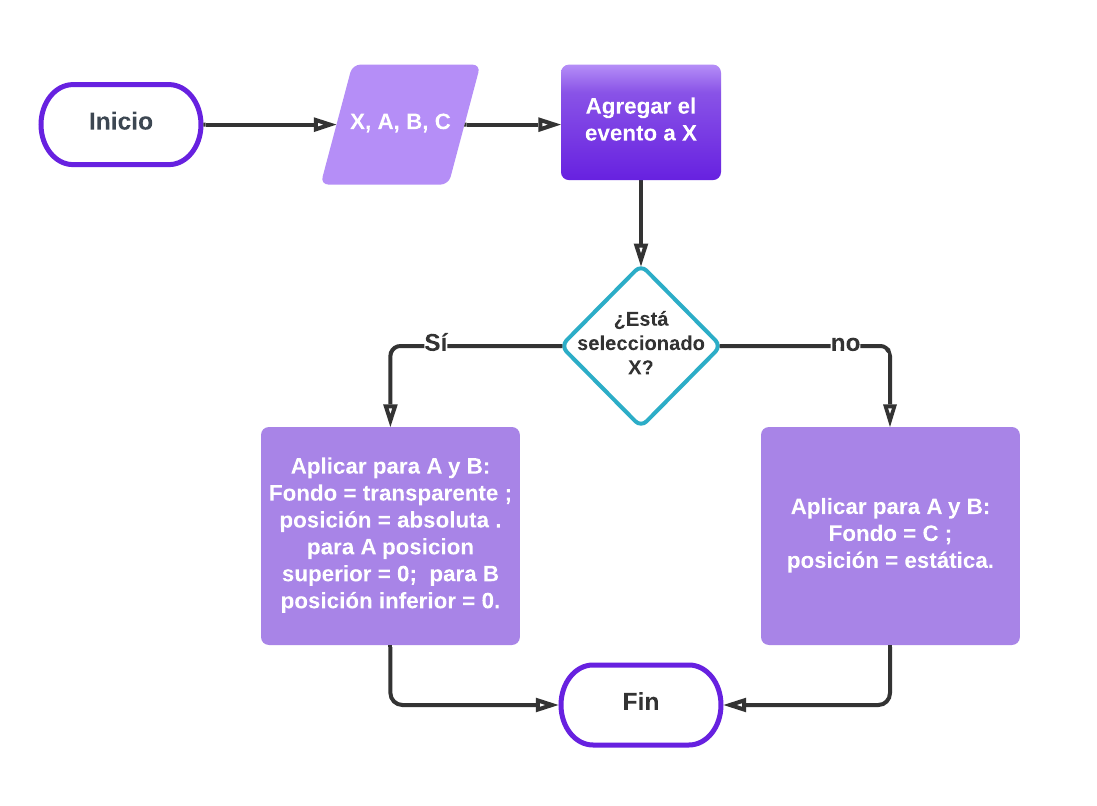 Inicio
X, A, B, C
Agregar el
evento a X
¿Está
seleccionado
X?
Sí
no
Aplicar para A y B:
Fondo = transparente ;
posición = absoluta .
para A posicion
superior = 0;  para B
posición inferior = 0.
Aplicar para A y B:
Fondo = C ;
posición = estática.
Fin